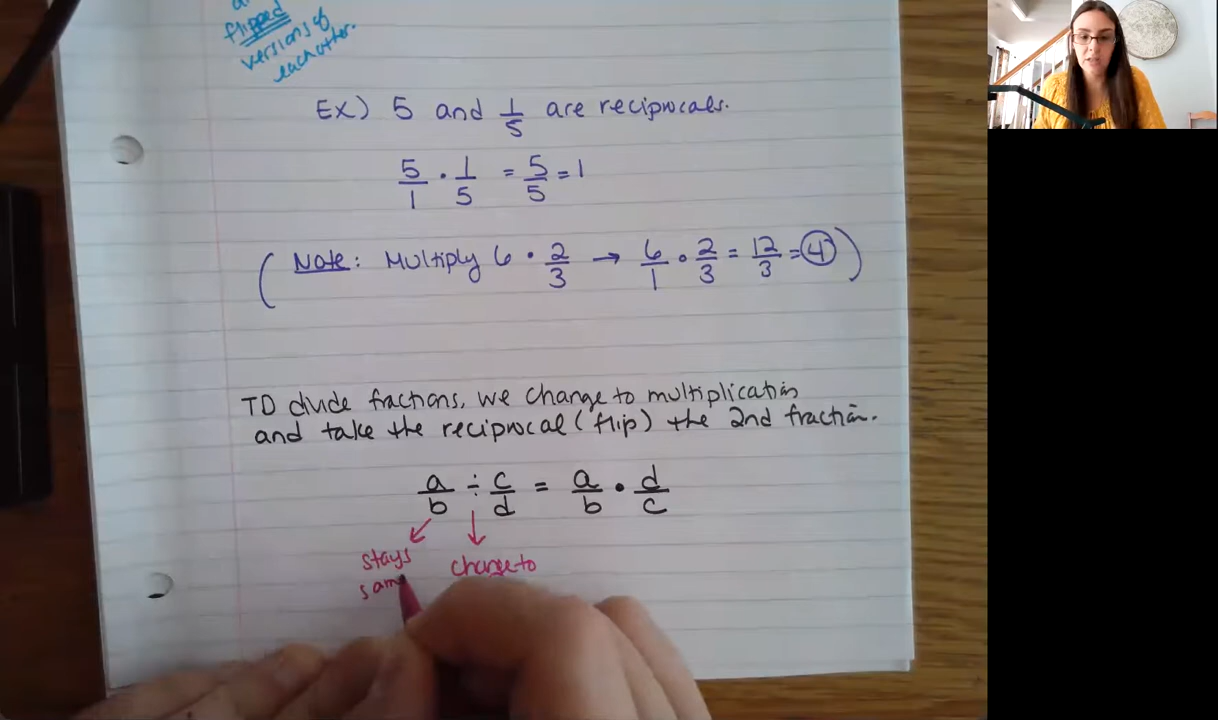 flipped
versions of
each other.
Ex) 5 and 1/5 are reciprocals.
5/1 · 1/5 = 5/5 = 1
( Note: Multiply 6 · 2/3 → 6/1 · 2/3 = 12/3 = 4 )
TO divide fractions, we change to multiplication
and take the reciprocal (flip) the 2nd fraction.
a/b ÷ c/d = a/b · d/c
stays change to
sam